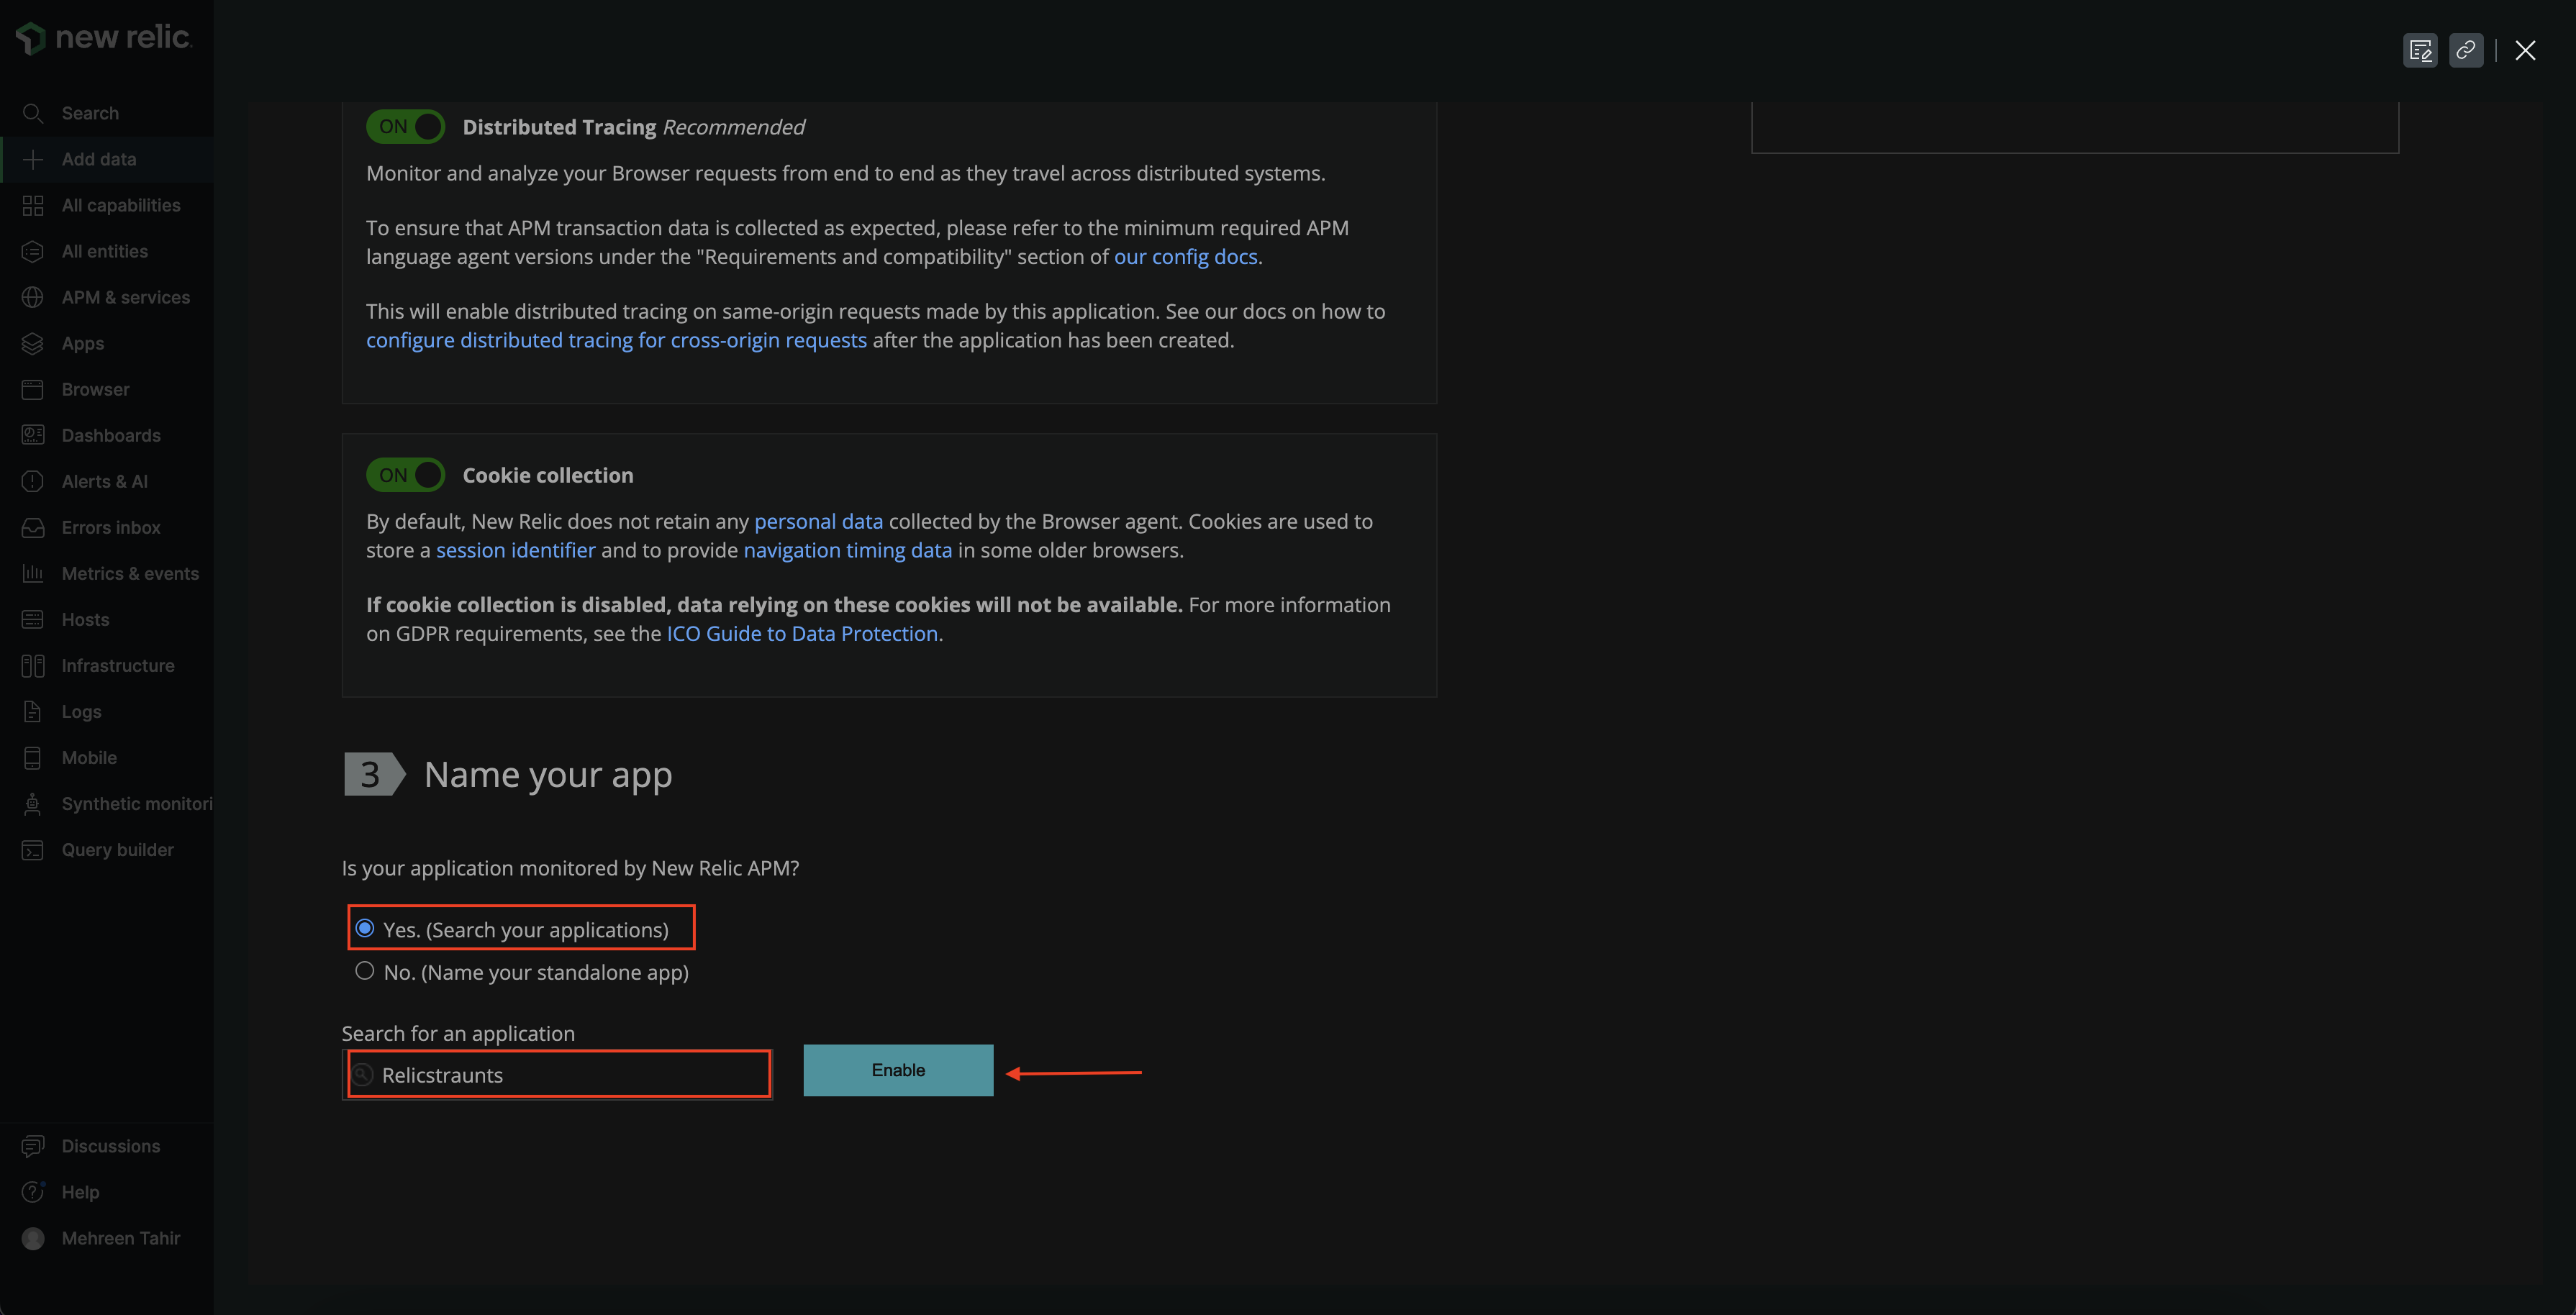 new relic.
Search
Add data
All capabilities
All entities
APM & services
Apps
Browser
Dashboards
Alerts & AI
Errors inbox
Metrics & events
Hosts
Infrastructure
Logs
Mobile
Synthetic monitori
Query builder
Discussions
Help
Mehreen Tahir
ON Distributed Tracing Recommended
Monitor and analyze your Browser requests from end to end as they travel across distributed systems.
To ensure that APM transaction data is collected as expected, please refer to the minimum required APM
language agent versions under the "Requirements and compatibility" section of our config docs.
This will enable distributed tracing on same-origin requests made by this application. See our docs on how to
configure distributed tracing for cross-origin requests after the application has been created.
ON Cookie collection
By default, New Relic does not retain any personal data collected by the Browser agent. Cookies are used to
store a session identifier and to provide navigation timing data in some older browsers.
If cookie collection is disabled, data relying on these cookies will not be available. For more information
on GDPR requirements, see the ICO Guide to Data Protection.
3 Name your app
Is your application monitored by New Relic APM?
Yes. (Search your applications)
No. (Name your standalone app)
Search for an application
Relicstraunts
Enable